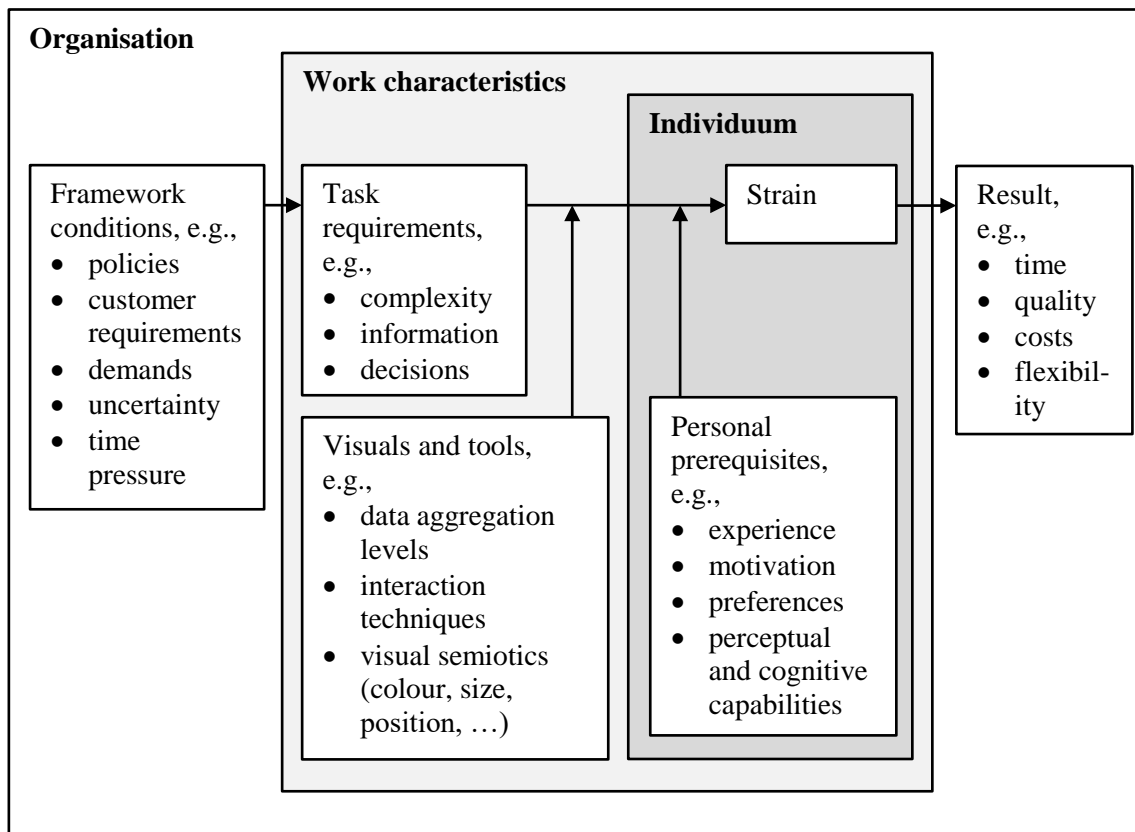 Organisation
Work characteristics
Individuum
Framework
conditions, e.g.,
• policies
• customer
requirements
• demands
• uncertainty
• time
pressure
Task
requirements,
e.g.,
• complexity
• information
• decisions
Visuals and tools,
e.g.,
• data aggregation
levels
• interaction
techniques
• visual semiotics
(colour, size,
position, …)
Strain
Personal
prerequisites,
e.g.,
• experience
• motivation
• preferences
• perceptual
and cognitive
capabilities
Result,
e.g.,
• time
• quality
• costs
• flexibil-
ity